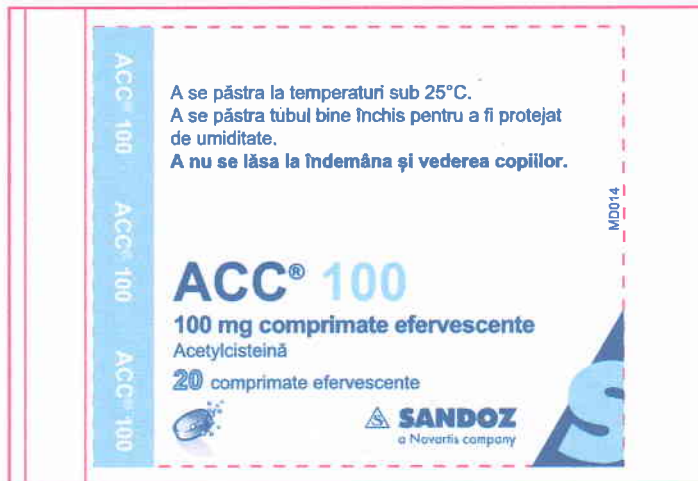 A se păstra la temperaturi sub 25°C.
A se păstra tubul bine închis pentru a fi protejat
de umiditate.
A nu se lăsa la îndemâna și vederea copiilor.
MD014
ACC® 100
100 mg comprimate efervescente
Acetylcisteină
20 comprimate efervescente
SANDOZ
a Novartis company
S
ACC® 100
ACC® 100
ACC® 100